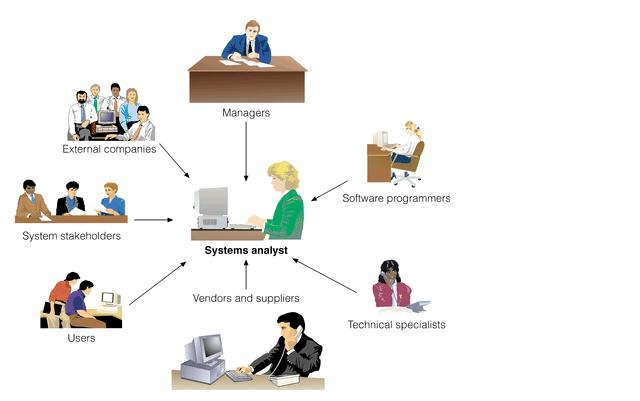 Managers
External companies
Software programmers
System stakeholders
Systems analyst
Vendors and suppliers
Technical specialists
Users